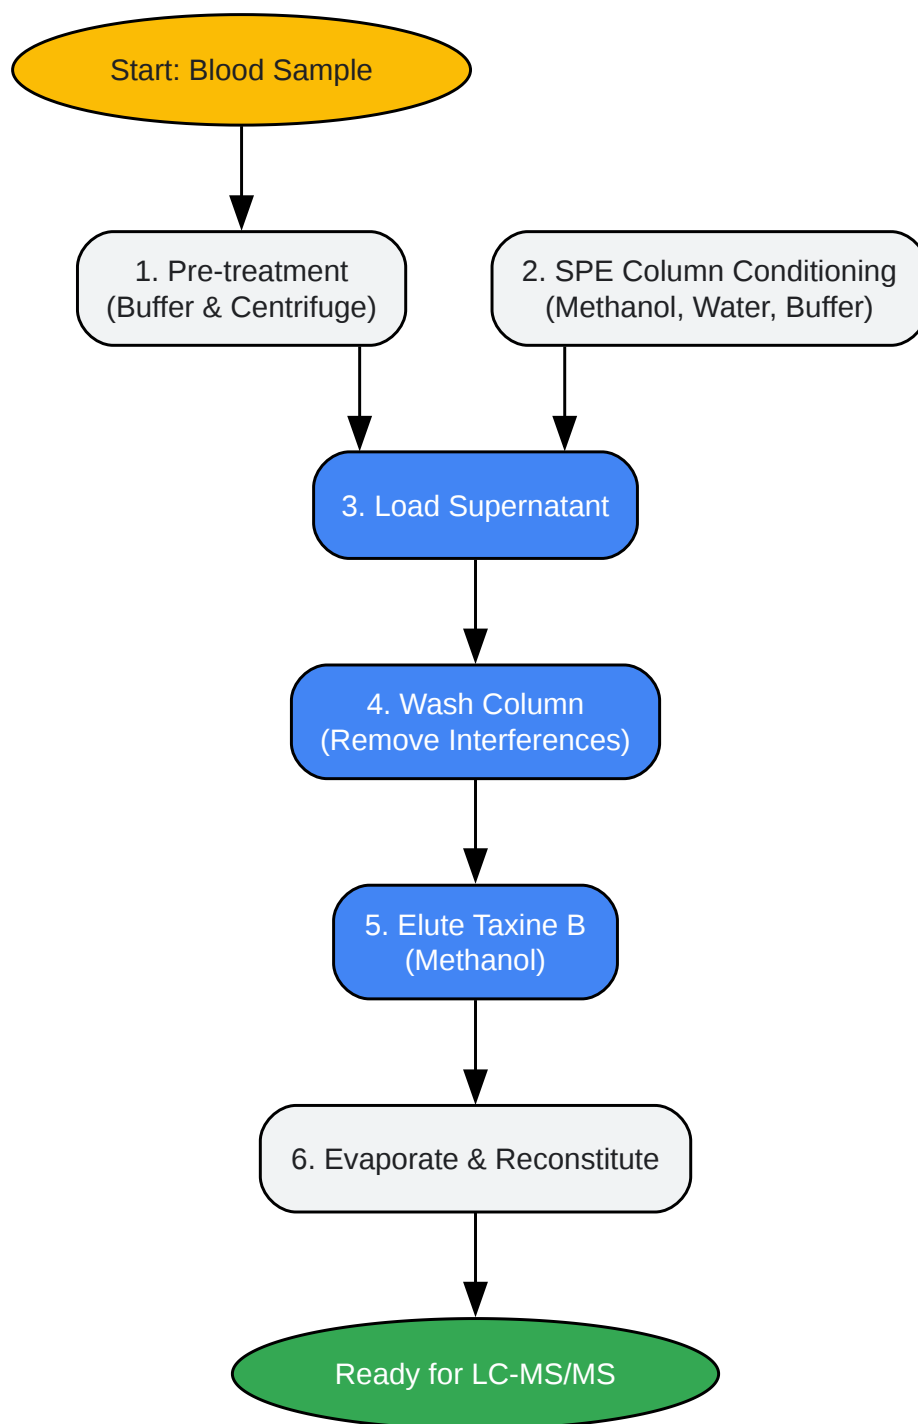 Start: Blood Sample
1. Pre-treatment
(Buffer & Centrifuge)
2. SPE Column Conditioning
(Methanol, Water, Buffer)
3. Load Supernatant
4. Wash Column
(Remove Interferences)
5. Elute Taxine B
(Methanol)
6. Evaporate & Reconstitute
Ready for LC-MS/MS